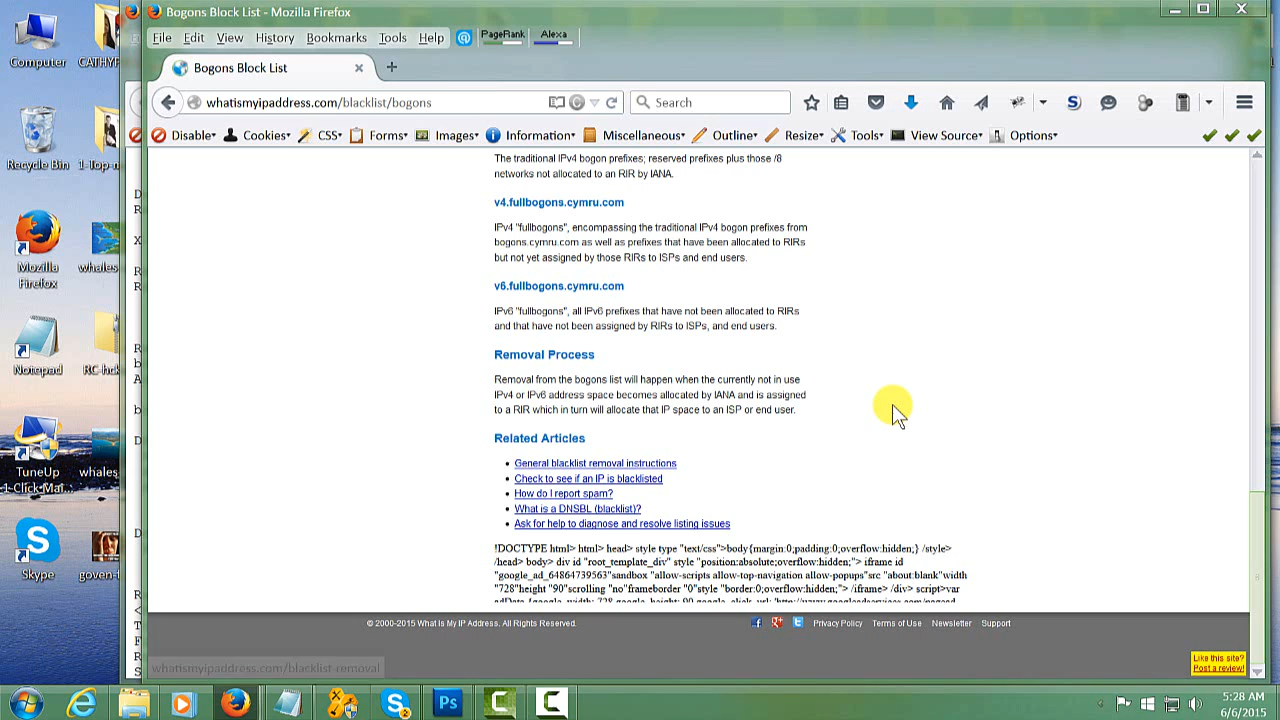 Bogons Block List - Mozilla Firefox
File Edit View History Bookmarks Tools Help @ PageRank Alexa
Bogons Block List
whatismyipaddress.com/blacklist/bogons Search
Disable Cookies CSS Forms Images Information Miscellaneous Outline Resize Tools View Source Options
The traditional IPv4 bogon prefixes; reserved prefixes plus those /8
networks not allocated to an RIR by IANA.
v4.fullbogons.cymru.com
IPv4 "fullbogons", encompassing the traditional IPv4 bogon prefixes from
bogons.cymru.com as well as prefixes that have been allocated to RIRs
but not yet assigned by those RIRs to ISPs and end users.
v6.fullbogons.cymru.com
IPv6 "fullbogons", all IPv6 prefixes that have not been allocated to RIRs
and that have not been assigned by RIRs to ISPs, and end users.
Removal Process
Removal from the bogons list will happen when the currently not in use
IPv4 or IPv6 address space becomes allocated by IANA and is assigned
to a RIR which in turn will allocate that IP space to an ISP or end user.
Related Articles
General blacklist removal instructions
Check to see if an IP is blacklisted
How do I report spam?
What is a DNSBL (blacklist)?
Ask for help to diagnose and resolve listing issues
!DOCTYPE html> html> head> style type "text/css">body{margin:0;padding:0;overflow:hidden;} /style>
/head> body> div id "root_template_div" style "position:absolute;overflow:hidden;"> iframe id
"google_ad_64864739563"sandbox "allow-scripts allow-top-navigation allow-popups"src "about:blank"width
"728"height "90"scrolling "no"frameborder "0"style "border:0;overflow:hidden;"> /iframe> /div> script>var
© 2000-2015 What Is My IP Address. All Rights Reserved. Privacy Policy Terms of Use Newsletter Support
Like this site?
Post a review!
whatismyipaddress.com/blacklist-removal
Computer
CATHYP
Recycle Bin
1-Top-m
Mozilla
Firefox
whales
Notepad
RC-hck
TuneUp
1-Click-Mai...
whales
Skype
goven-t
Ps
5:28 AM
6/6/2015